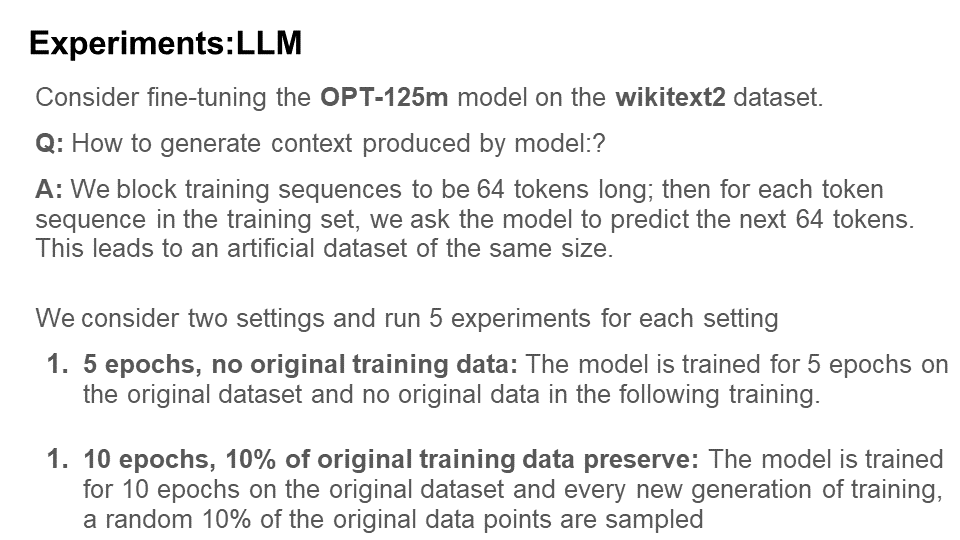 Experiments:LLM
Consider fine-tuning the OPT-125m model on the wikitext2 dataset.
Q: How to generate context produced by model:?
A: We block training sequences to be 64 tokens long; then for each token
sequence in the training set, we ask the model to predict the next 64 tokens.
This leads to an artificial dataset of the same size.
We consider two settings and run 5 experiments for each setting
1. 5 epochs, no original training data: The model is trained for 5 epochs on
the original dataset and no original data in the following training.
1. 10 epochs, 10% of original training data preserve: The model is trained
for 10 epochs on the original dataset and every new generation of training,
a random 10% of the original data points are sampled